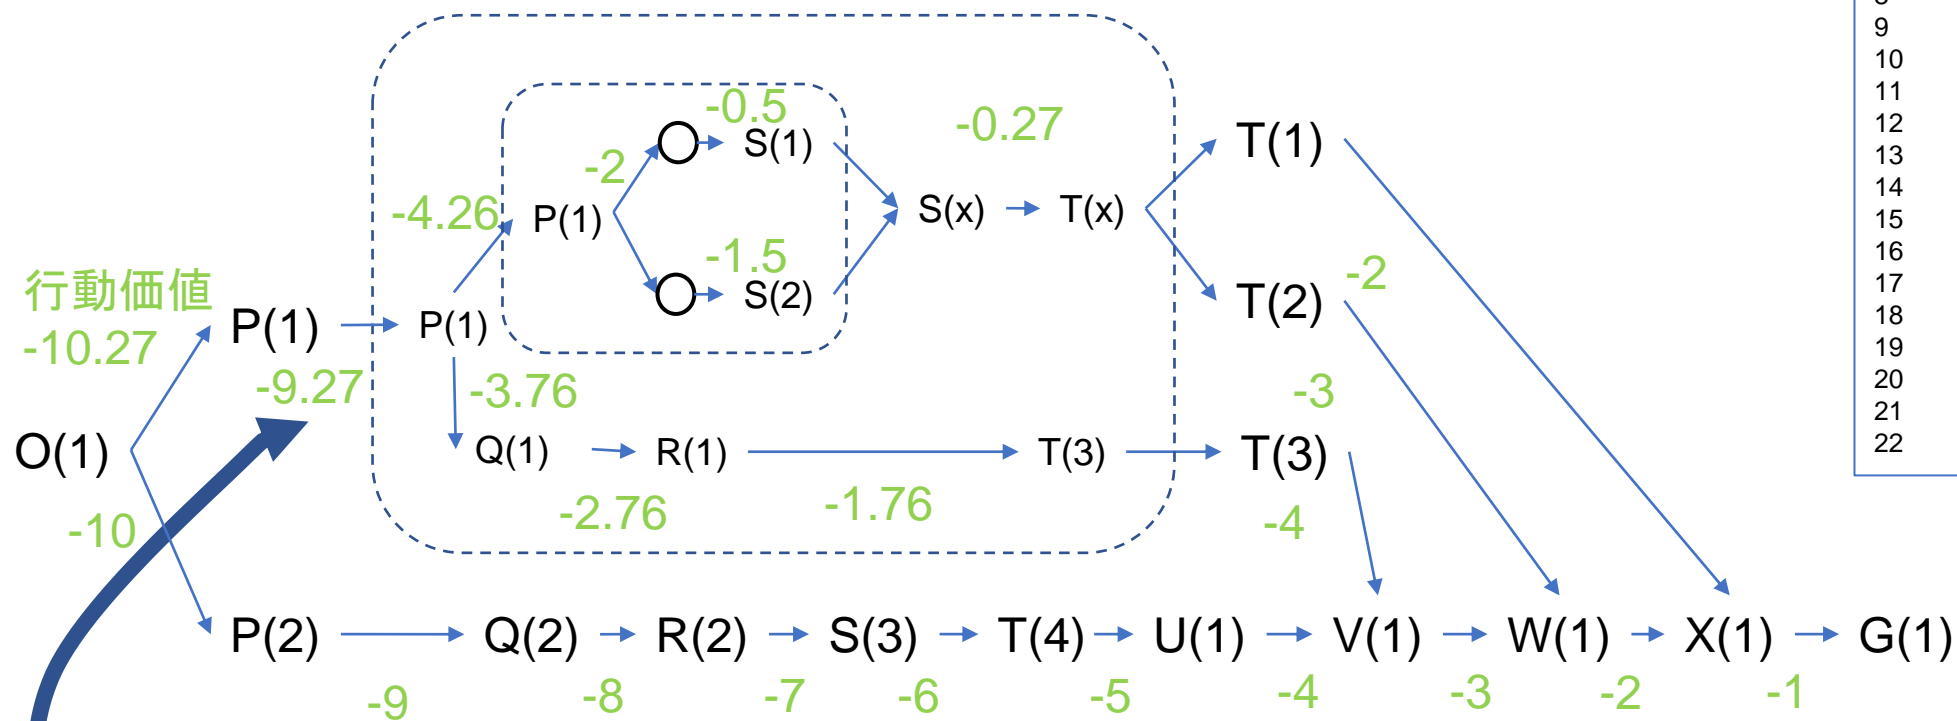 -0.5
S(1)
-0.27
T(1)
-2
-4.26
P(1)
S(x)
T(x)
-1.5
S(2)
T(2)
-2
行動価値
-10.27
P(1)
P(1)
-9.27
-3.76
-3
O(1)
Q(1)
R(1)
T(3)
T(3)
-10
-2.76
-1.76
-4
P(2)
Q(2)
R(2)
S(3)
T(4)
U(1)
V(1)
W(1)
X(1)
G(1)
-9
-8
-7
-6
-5
-4
-3
-2
-1
9
10
11
12
13
14
15
16
17
18
19
20
21
22